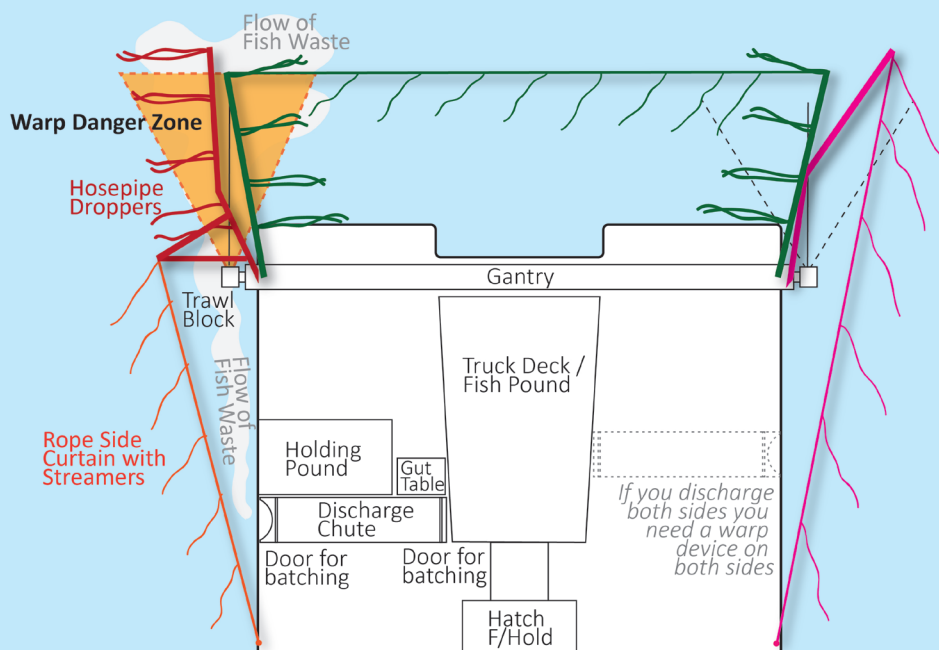 Flow of
Fish Waste
Warp Danger Zone
Hosepipe
Droppers
Gantry
Trawl
Block
Flow of
Fish Waste
Truck Deck /
Fish Pound
Rope Side
Curtain with
Streamers
Holding
Pound
Gut
Table
Discharge
Chute
If you discharge
both sides you
need a warp
device on
both sides
Door for
batching
Door for
batching
Hatch
F/Hold